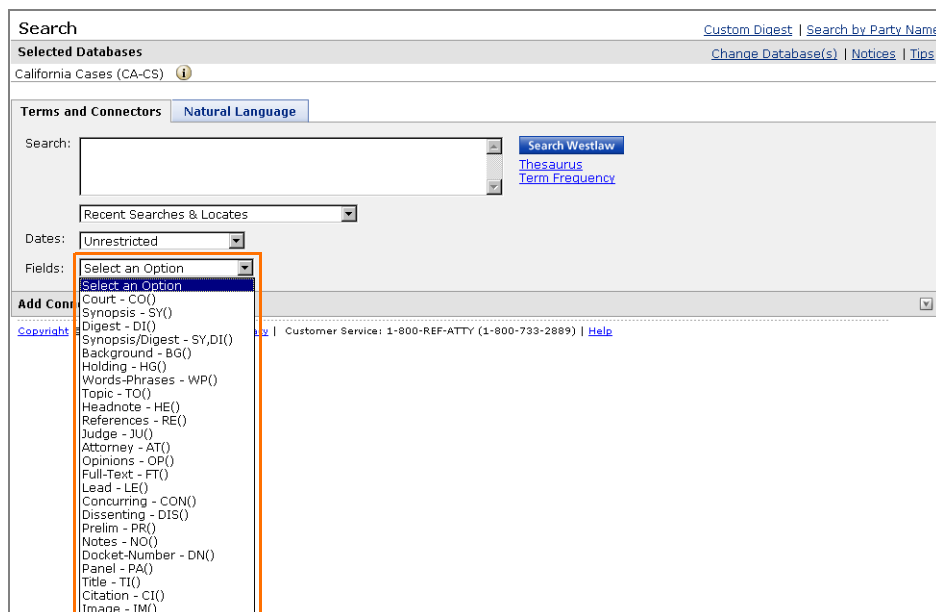 Search
Custom Digest | Search by Party Name
Selected Databases
Change Database(s) | Notices | Tips
California Cases (CA-CS)
Terms and Connectors
Natural Language
Search:
Search Westlaw
Thesaurus
Term Frequency
Recent Searches & Locates
Dates: Unrestricted
Fields: Select an Option
Select an Option
Court - CO()
Synopsis - SY()
Digest - DI()
Synopsis/Digest - SY,DI()
Background - BG()
Holding - HG()
Words-Phrases - WP()
Topic - TO()
Headnote - HE()
References - RE()
Judge - JU()
Attorney - AT()
Opinions - OP()
Full-Text - FT()
Lead - LE()
Concurring - CON()
Dissenting - DIS()
Prelim - PR()
Notes - NO()
Docket-Number - DN()
Panel - PA()
Title - TI()
Citation - CI()
Image - IM()
Add Conn
Copyright
| Customer Service: 1-800-REF-ATTY (1-800-733-2889) | Help